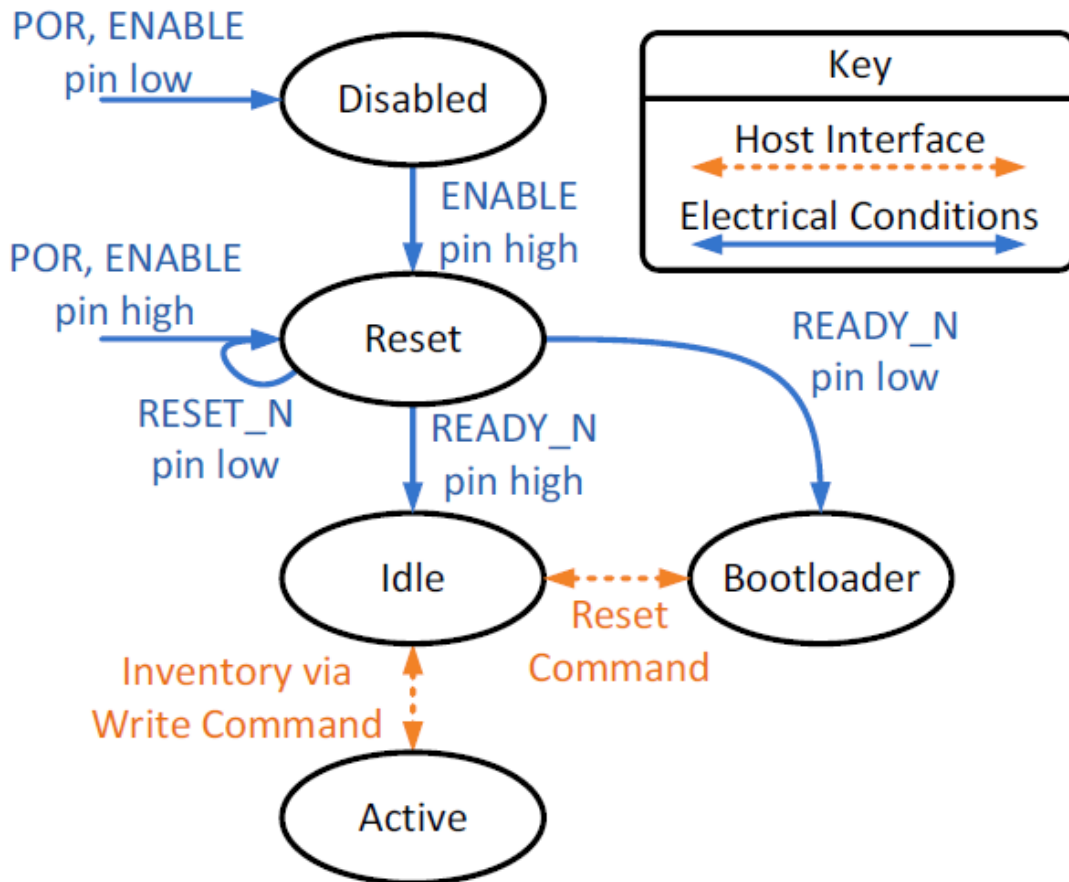 POR, ENABLE
pin low
Disabled
Key
Host Interface
Electrical Conditions
ENABLE
pin high
POR, ENABLE
pin high
Reset
RESET_N
pin low
READY_N
pin high
READY_N
pin low
Idle
Bootloader
Reset
Command
Inventory via
Write Command
Active